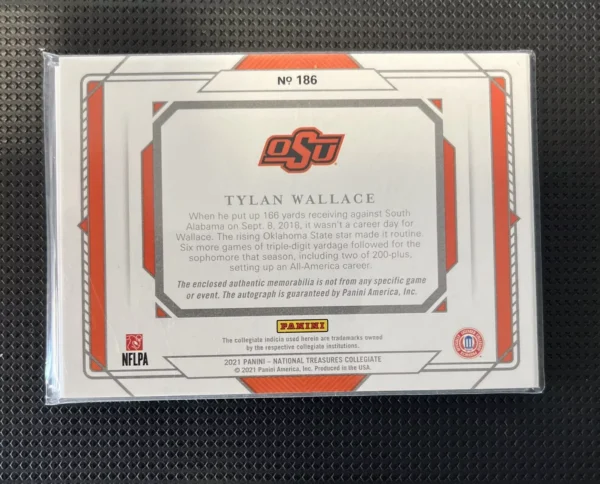 Nº 186
OSU
TYLAN WALLACE
When he put up 166 yards receiving against South
Alabama on Sept. 8, 2018, it wasn't a career day for
Wallace. The rising Oklahoma State star made it routine.
Six more games of triple-digit yardage followed for the
sophomore that season, including two of 200-plus,
setting up an All-America career.
The enclosed authentic memorabilia is not from any specific game
or event. The autograph is guaranteed by Panini America, Inc.
PANINI
The collegiate indicia used herein are trademarks owned
by the respective collegiate institutions.
NFLPA
2021 PANINI – NATIONAL TREASURES COLLEGIATE
© 2021 Panini America, Inc. Produced in the USA.